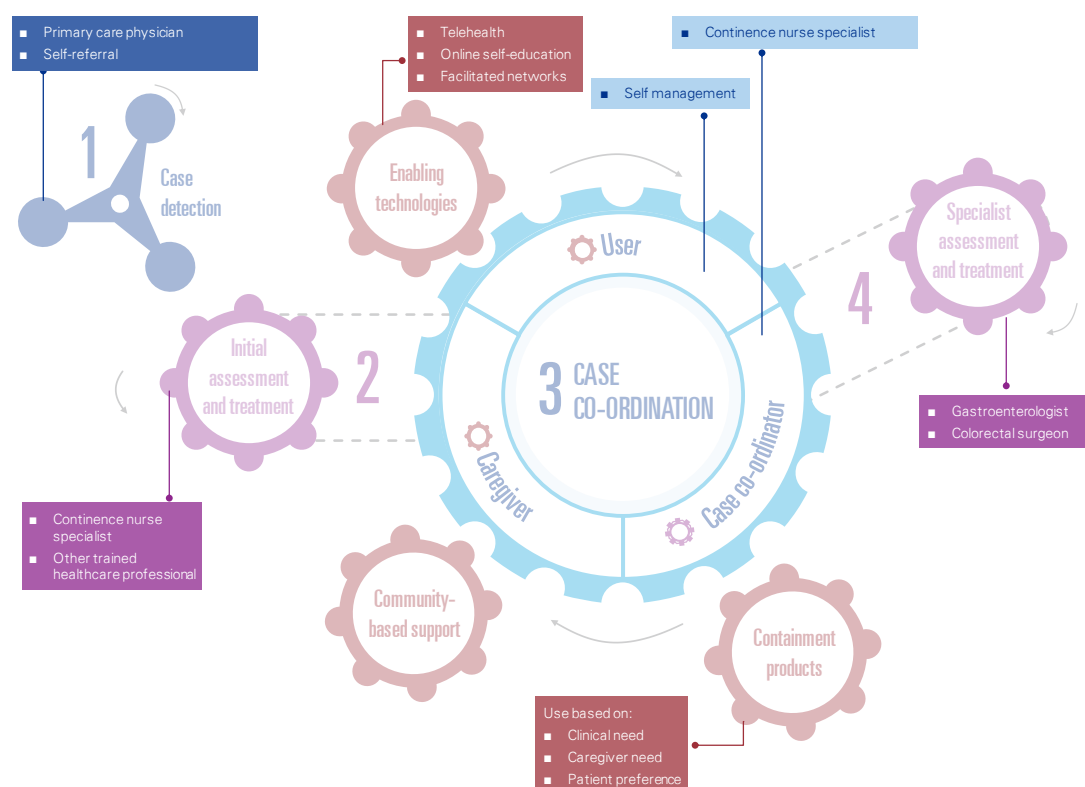 Primary care physician
Self-referral
1
Case
detection
Telehealth
Online self-education
Facilitated networks
Enabling
technologies
Continence nurse specialist
Self management
User
Specialist
assessment
and treatment
4
Gastroenterologist
Colorectal surgeon
Initial
assessment
and treatment
2
3 CASE
CO-ORDINATION
Caregiver
Case co-ordinator
Continence nurse
specialist
Other trained
healthcare professional
Community-
based support
Containment
products
Use based on:
Clinical need
Caregiver need
Patient preference